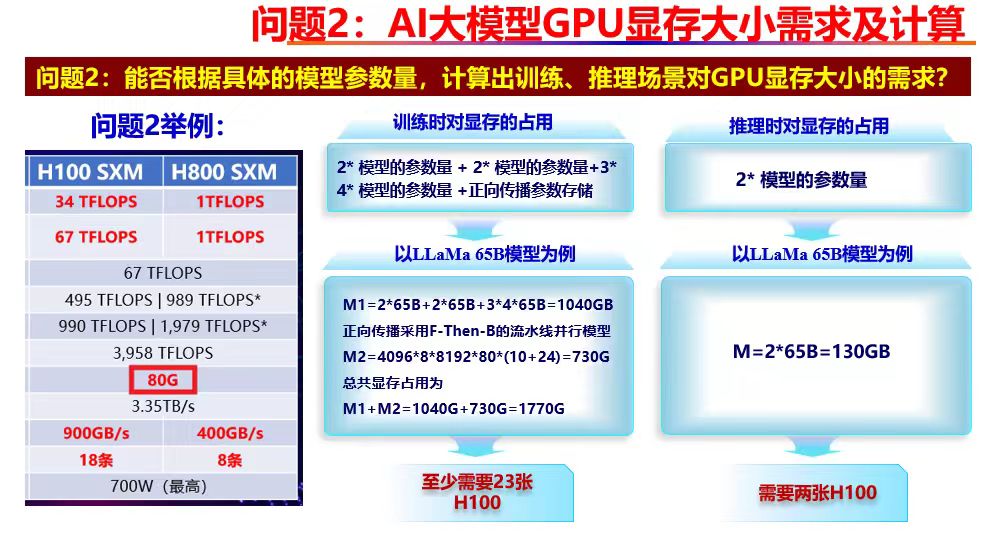 问题2：AI大模型GPU显存大小需求及计算
问题2：能否根据具体的模型参数量，计算出训练、推理场景对GPU显存大小的需求？
问题2举例：
H100 SXM H800 SXM
34 TFLOPS 1TFLOPS
67 TFLOPS 1TFLOPS
67 TFLOPS
495 TFLOPS | 989 TFLOPS*
990 TFLOPS | 1,979 TFLOPS*
3,958 TFLOPS
80G
3.35TB/s
900GB/s 400GB/s
18条 8条
700W（最高）
训练时对显存的占用
2* 模型的参数量 + 2* 模型的参数量+3*
4* 模型的参数量 +正向传播参数存储
以LLaMa 65B模型为例
M1=2*65B+2*65B+3*4*65B=1040GB
正向传播采用F-Then-B的流水线并行模型
M2=4096*8*8192*80*(10+24)=730G
总共显存占用为
M1+M2=1040G+730G=1770G
至少需要23张
H100
推理时对显存的占用
2* 模型的参数量
以LLaMa 65B模型为例
M=2*65B=130GB
需要两张H100